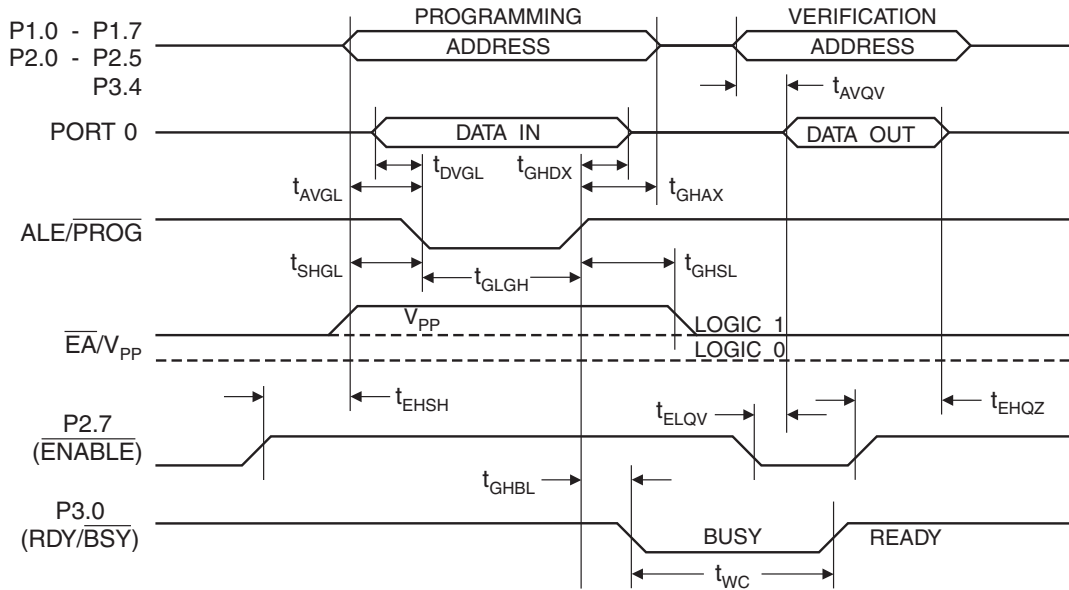 PROGRAMMING VERIFICATION
P1.0 - P1.7
P2.0 - P2.5
P3.4
ADDRESS ADDRESS
tAVQV
PORT 0 DATA IN DATA OUT
tDVGL tGHDX
tAVGL tGHAX
ALE/PROG
tSHGL tGLGH tGHSL
EA/VPP
VPP LOGIC 1
LOGIC 0
tEHSH tELQV tEHQZ
P2.7
(ENABLE)
tGHBL
P3.0
(RDY/BSY) BUSY READY
tWC